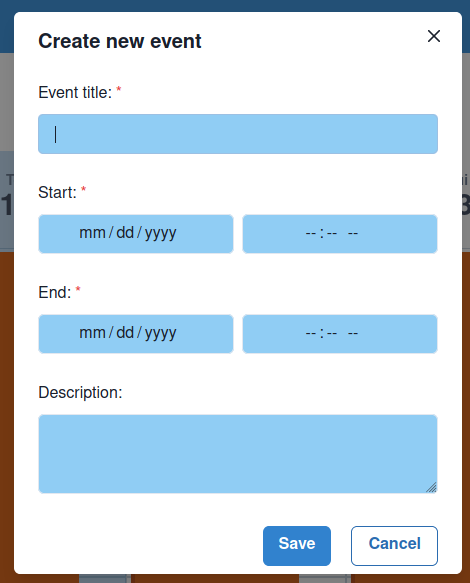 Create new event
Event title: *
Start: *
mm/dd/yyyy --:-- --
End: *
mm/dd/yyyy --:-- --
Description:
Save Cancel